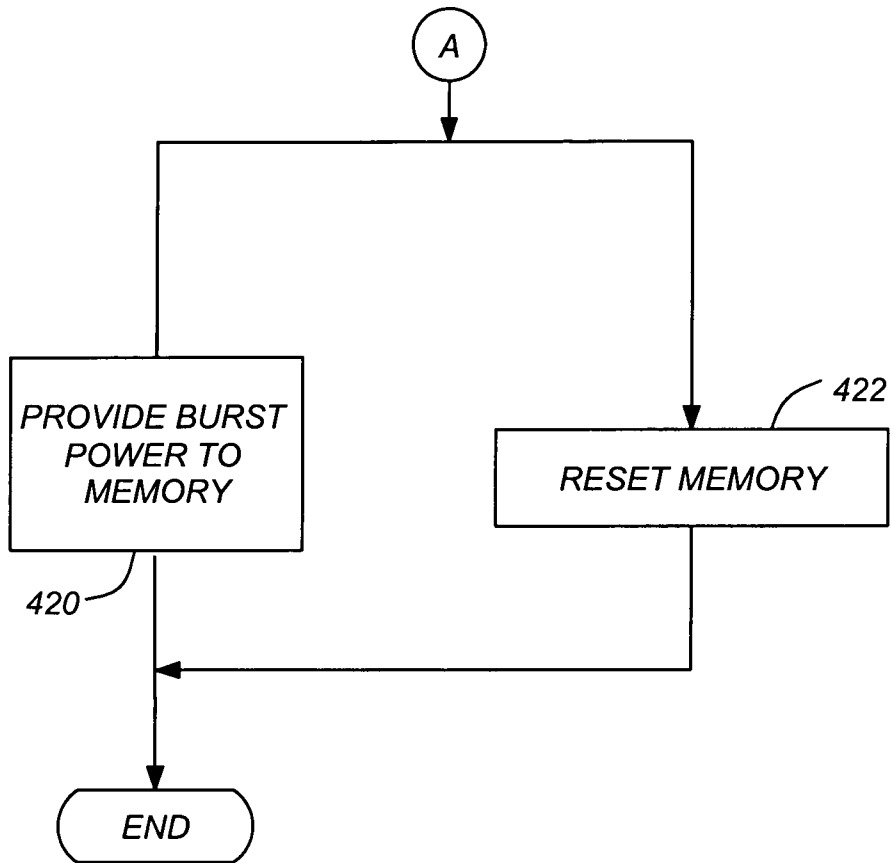 A
PROVIDE BURST
POWER TO
MEMORY
420
422
RESET MEMORY
END